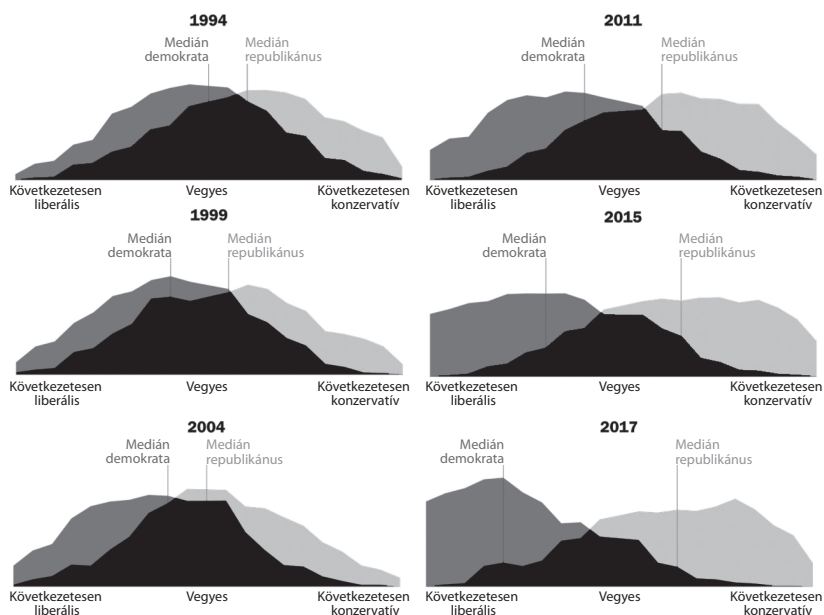 1994
Medián
demokrata
Medián
republikánus
Következetesen
liberális
Vegyes
Következetesen
konzervatív
1999
Medián
demokrata
Medián
republikánus
Következetesen
liberális
Vegyes
Következetesen
konzervatív
2004
Medián
demokrata
Medián
republikánus
Következetesen
liberális
Vegyes
Következetesen
konzervatív
2011
Medián
demokrata
Medián
republikánus
Következetesen
liberális
Vegyes
Következetesen
konzervatív
2015
Medián
demokrata
Medián
republikánus
Következetesen
liberális
Vegyes
Következetesen
konzervatív
2017
Medián
demokrata
Medián
republikánus
Következetesen
liberális
Vegyes
Következetesen
konzervatív